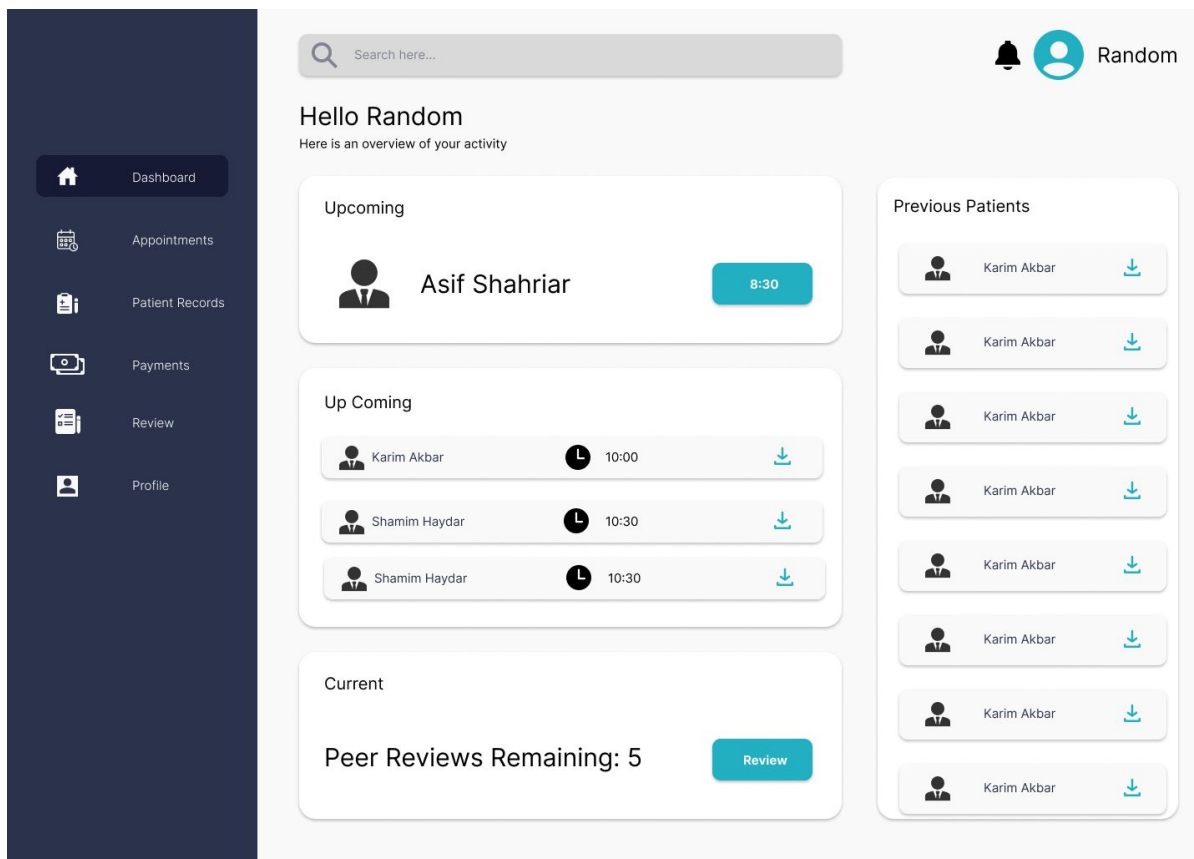 Search here...
Random
Hello Random
Here is an overview of your activity
Dashboard
Appointments
Patient Records
Payments
Review
Profile
Upcoming
Asif Shahriar
8:30
Up Coming
Karim Akbar 10:00
Shamim Haydar 10:30
Shamim Haydar 10:30
Current
Peer Reviews Remaining: 5
Review
Previous Patients
Karim Akbar
Karim Akbar
Karim Akbar
Karim Akbar
Karim Akbar
Karim Akbar
Karim Akbar
Karim Akbar